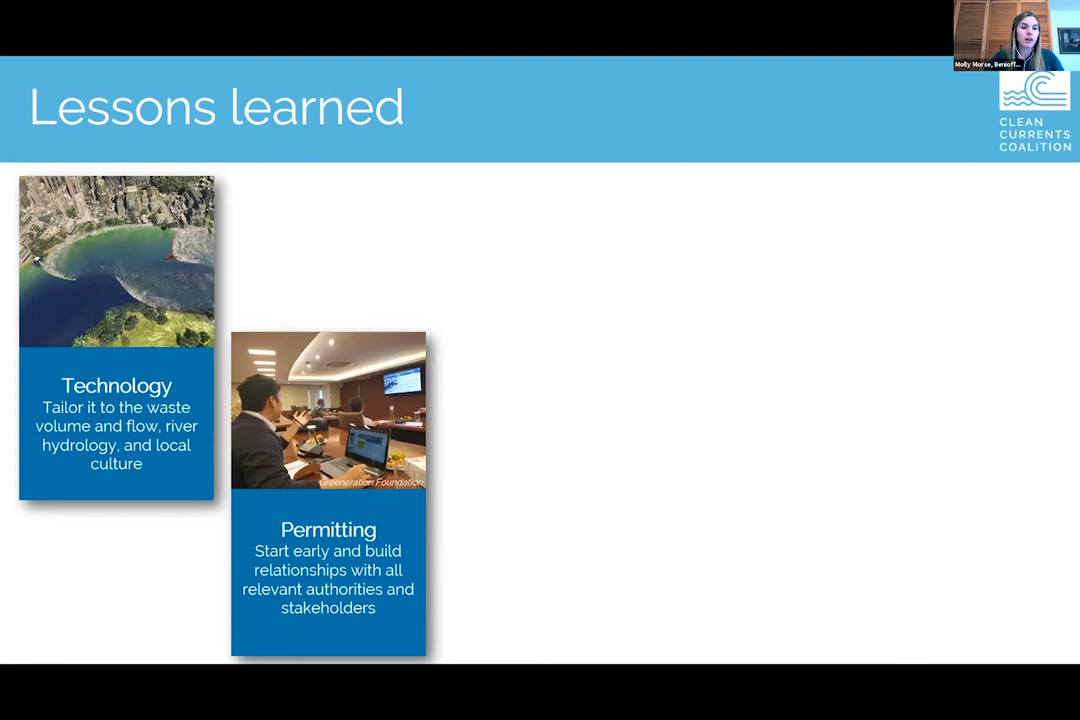 Molly Morse, Benioff...
Lessons learned
CLEAN
CURRENTS
COALITION
Technology
Tailor it to the waste
volume and flow, river
hydrology, and local
culture
Greeneration Foundation
Permitting
Start early and build
relationships with all
relevant authorities and
stakeholders